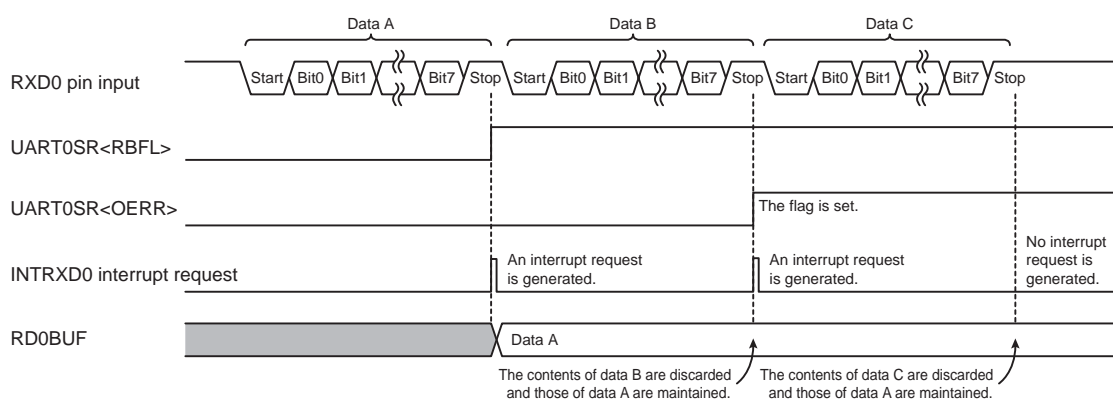 Data A Data B Data C
RXD0 pin input Start Bit0 Bit1 Bit7 Stop Start Bit0 Bit1 Bit7 Stop Start Bit0 Bit1 Bit7 Stop
UART0SR<RBFL>
UART0SR<OERR>
The flag is set.
INTRXD0 interrupt request
An interrupt request
is generated.
An interrupt request
is generated.
No interrupt
request is
generated.
RD0BUF
Data A
The contents of data B are discarded
and those of data A are maintained.
The contents of data C are discarded
and those of data A are maintained.